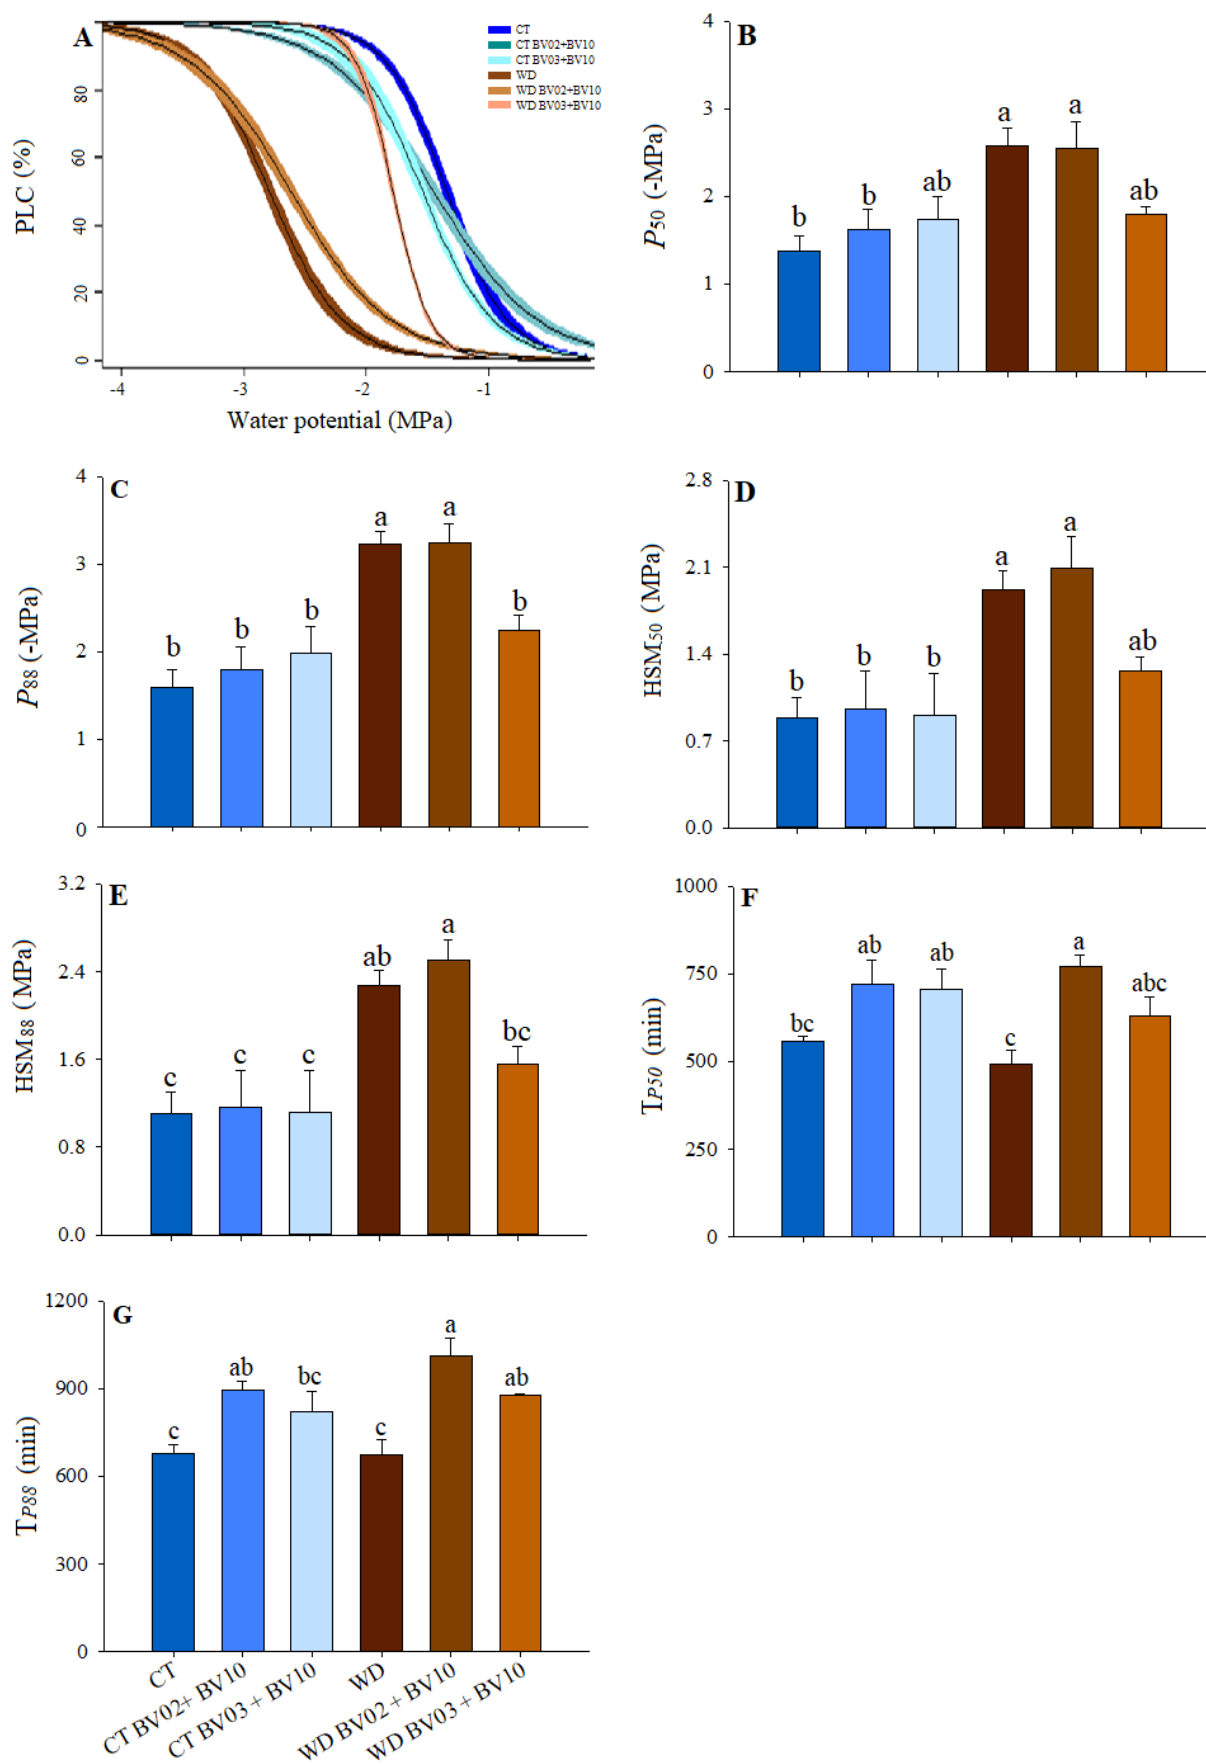 A
CT
CT BV02+BV10
CT BV03+BV10
WD
WD BV02+BV10
WD BV03+BV10
80
60
40
20
0
PLC (%)
-4 -3 -2 -1
Water potential (MPa)
B
4
3
2
1
0
P50 (-MPa)
b b ab a a ab
C
4
3
2
1
0
P88 (-MPa)
b b b a a b
D
2.8
2.1
1.4
0.7
0.0
HSM50 (MPa)
b b b a a ab
E
3.2
2.4
1.6
0.8
0.0
HSM88 (MPa)
c c c ab a bc
F
1000
750
500
250
0
TP50 (min)
bc ab ab c a abc
G
1200
900
600
300
0
TP88 (min)
c ab bc c a ab
CT
CT BV02+ BV10
CT BV03 + BV10
WD
WD BV02 + BV10
WD BV03 + BV10